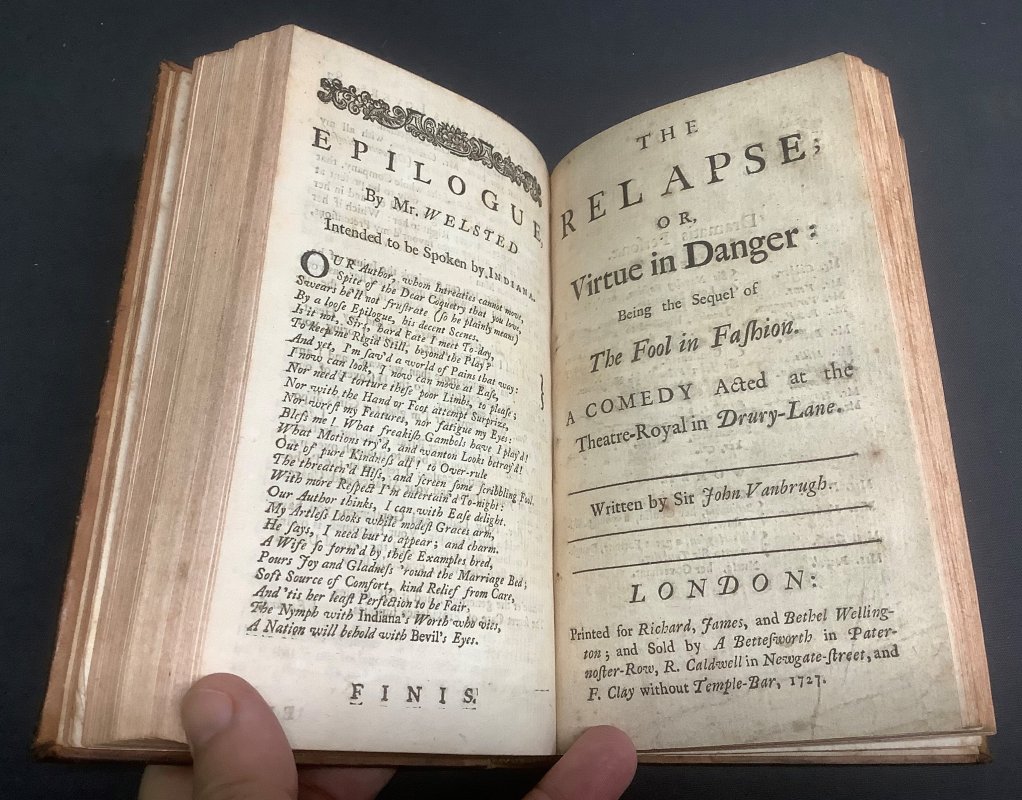 EPILOGUE,
By Mr. WELSTED
Intended to be Spoken by INDIANA.
OUR Author, whom Intreaties cannot move,
Spite of the Dear Coquetry that you love,
Swears he'll not frustrate (so he plainly means)
By a looſe Epilogue, his decent Scenes.
Is it not, Sirs, hard Fate I meet To-day,
To keep me Rigid Still, beyond the Play?
And yet, I'm ſav'd a world of Pains that way:
I now can look, I now can move at Eaſe,
Nor need I torture theſe poor Limbs, to pleaſe;
Nor with the Hand or Foot attempt Surprize,
Nor wreſt my Features, nor fatigue my Eyes:
Bleſs me! What freakiſh Gambols have I play'd!
What Motions try'd, and wanton Looks betray'd!
Out of pure Kindneſs all! to Over-rule
The threaten'd Hiſs, and ſcreen ſome ſcribbling Fool.
With more Reſpect I'm entertain'd To-night:
Our Author thinks, I can with Eaſe delight.
My Artleſs Looks while modeſt Graces arm,
He ſays, I need but to appear; and charm.
A Wife ſo form'd by theſe Examples bred,
Pours Joy and Gladneſs 'round the Marriage Bed;
Soft Source of Comfort, kind Relief from Care,
And 'tis her leaſt Perfection to be Fair.
The Nymph with Indiana's Worth who vies,
A Nation will behold with Bevil's Eyes.
FINIS.
THE
RELAPSE;
OR,
Virtue in Danger:
Being the Sequel of
The Fool in Faſhion.
A COMEDY Acted at the
Theatre-Royal in Drury-Lane.
Written by Sir John Vanbrugh.
LONDON:
Printed for Richard, James, and Bethel Welling-
ton; and Sold by A Betteſworth in Pater-
noſter-Row, R. Caldwell in Newgate-ſtreet, and
F. Clay without Temple-Bar, 1727.